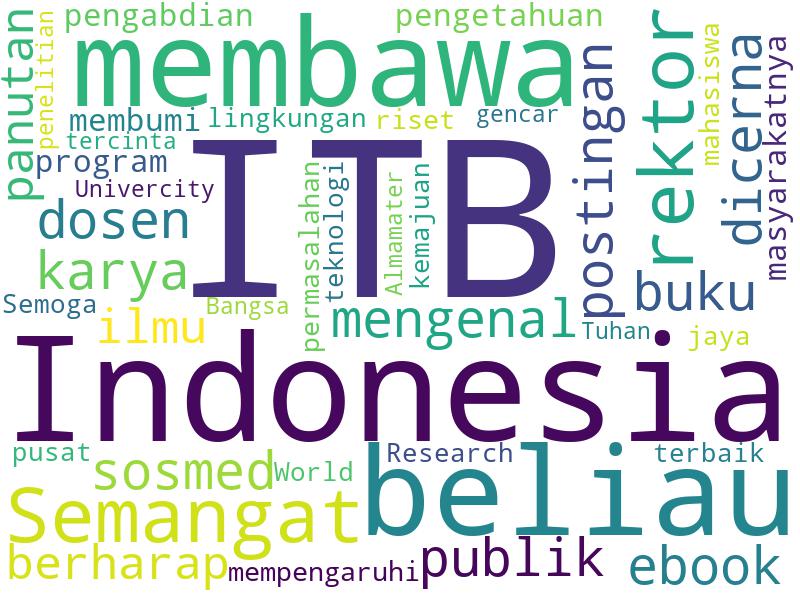 panutan
penelitian
pengabdian
pengetahuan
membawa
rektor
mahasiswa
dicerna
masyarakatnya
postingan
membumi
lingkungan
riset
gencar
tercinta
program
Univercity
ITB
dosen
permasalahan
teknologi
Almamater
kemajuan
karya
Semoga
Bangsa
buku
ilmu
mengenal
Tuhan
jaya
Indonesia
pusat
sosmed
World
Research
terbaik
beliau
Semangat
berharap
mempengaruhi
publik
ebook